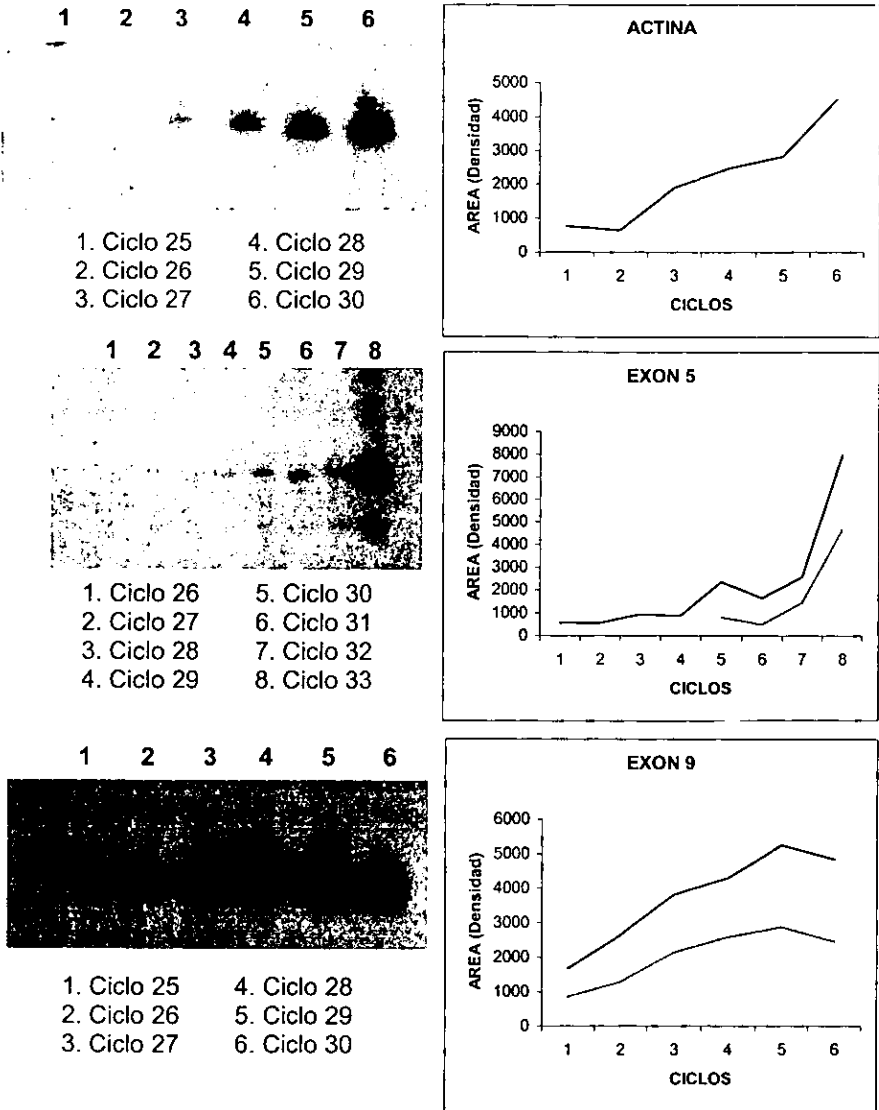 1 2 3 4 5 6
1. Ciclo 25 4. Ciclo 28
2. Ciclo 26 5. Ciclo 29
3. Ciclo 27 6. Ciclo 30
ACTINA
AREA (Densidad)
5000
4000
3000
2000
1000
0
1 2 3 4 5 6
CICLOS
1 2 3 4 5 6 7 8
1. Ciclo 26 5. Ciclo 30
2. Ciclo 27 6. Ciclo 31
3. Ciclo 28 7. Ciclo 32
4. Ciclo 29 8. Ciclo 33
EXON 5
AREA (Densidad)
9000
8000
7000
6000
5000
4000
3000
2000
1000
0
1 2 3 4 5 6 7 8
CICLOS
1 2 3 4 5 6
1. Ciclo 25 4. Ciclo 28
2. Ciclo 26 5. Ciclo 29
3. Ciclo 27 6. Ciclo 30
EXON 9
AREA (Densidad)
6000
5000
4000
3000
2000
1000
0
1 2 3 4 5 6
CICLOS